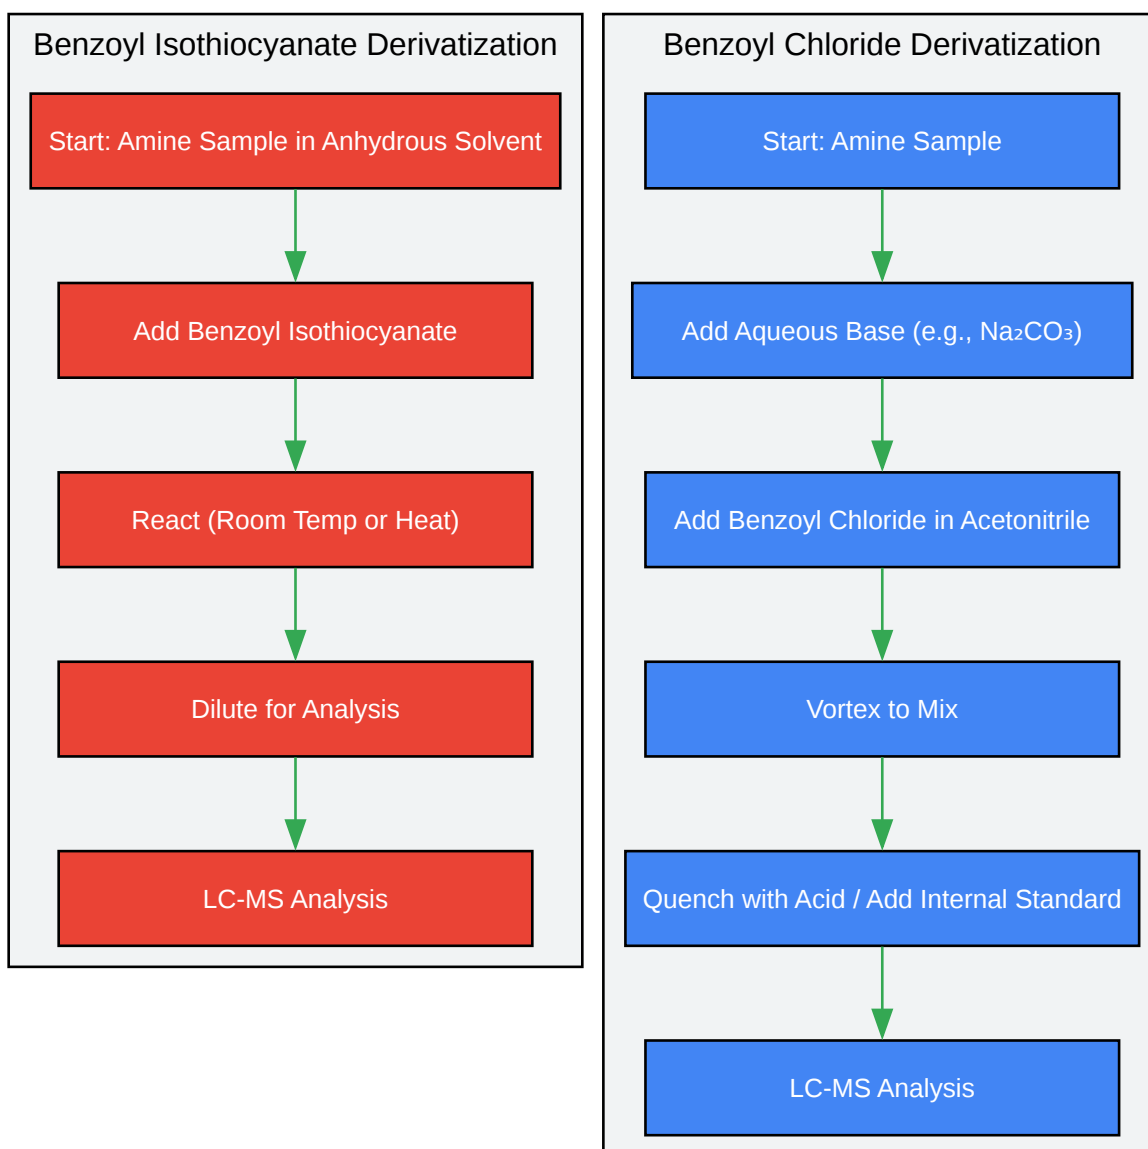 Benzoyl Isothiocyanate Derivatization
Start: Amine Sample in Anhydrous Solvent
Add Benzoyl Isothiocyanate
React (Room Temp or Heat)
Dilute for Analysis
LC-MS Analysis
Benzoyl Chloride Derivatization
Start: Amine Sample
Add Aqueous Base (e.g., Na₂CO₃)
Add Benzoyl Chloride in Acetonitrile
Vortex to Mix
Quench with Acid / Add Internal Standard
LC-MS Analysis